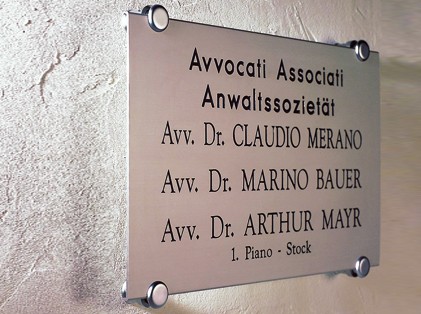 Avvocati Associati
Anwaltssozietät
Avv. Dr. CLAUDIO MERANO
Avv. Dr. MARINO BAUER
Avv. Dr. ARTHUR MAYR
1. Piano - Stock